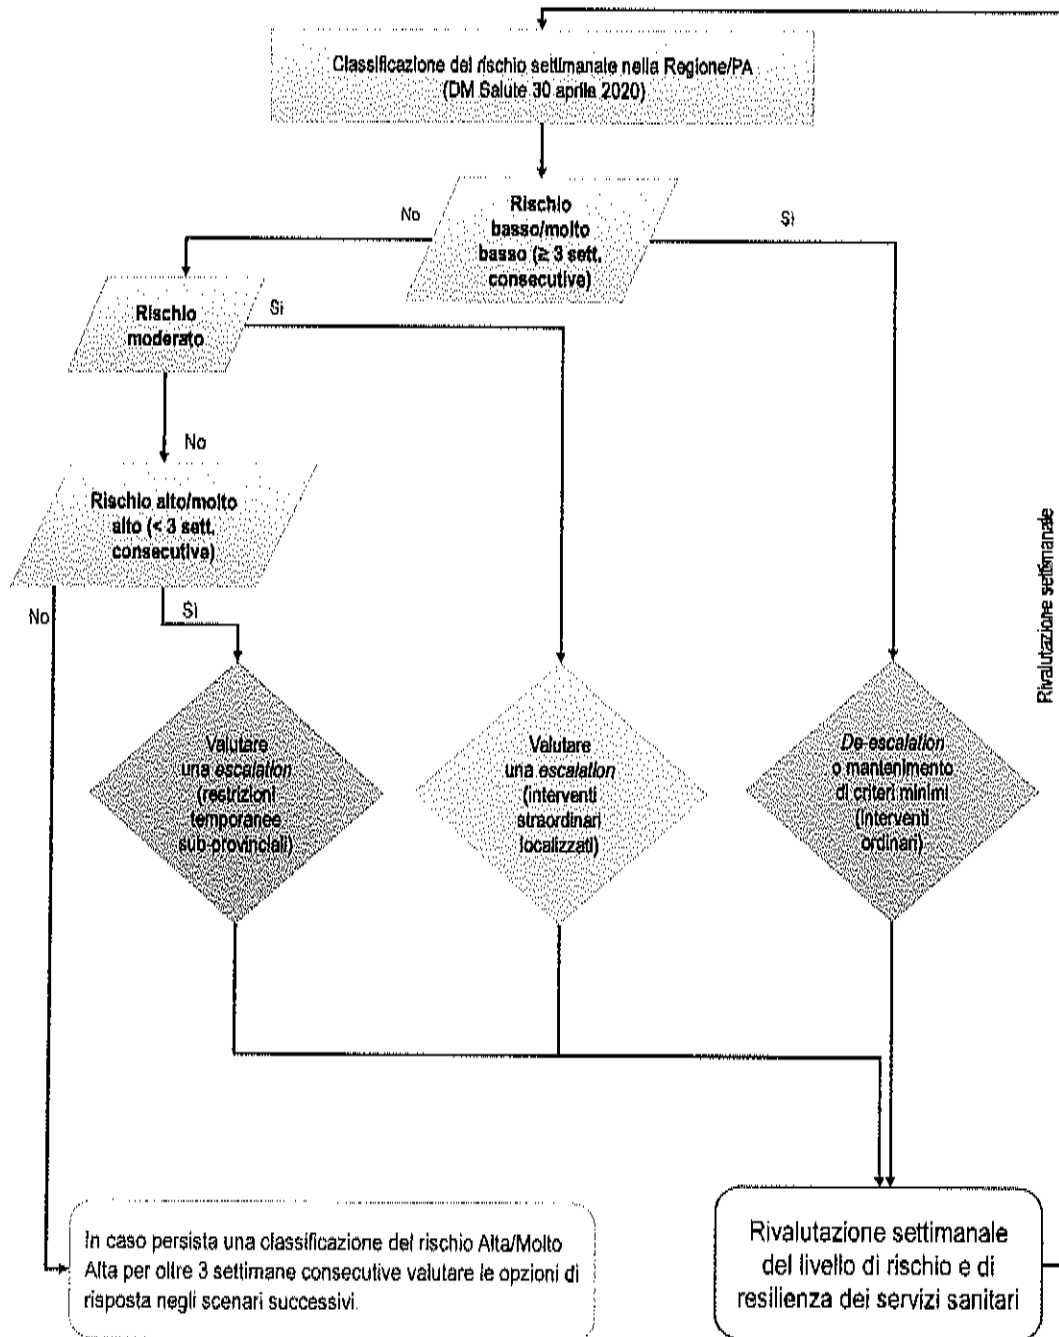 Classificazione del rischio settimanale nella Regione/PA
(DM Salute 30 aprile 2020)
Rischio
basso/molto
basso (≥ 3 sett.
consecutive)
No
Sì
Rischio
moderato
Sì
No
Rischio alto/molto
alto (< 3 sett.
consecutive)
No
Sì
Valutare
una escalation
(restrizioni
temporanee
sub-provinciali)
Valutare
una escalation
(interventi
straordinari
localizzati)
De-escalation
o mantenimento
di criteri minimi
(interventi
ordinari)
Rivalutazione settimanale
In caso persista una classificazione del rischio Alta/Molto
Alta per oltre 3 settimane consecutive valutare le opzioni di
risposta negli scenari successivi.
Rivalutazione settimanale
del livello di rischio e di
resilienza dei servizi sanitari